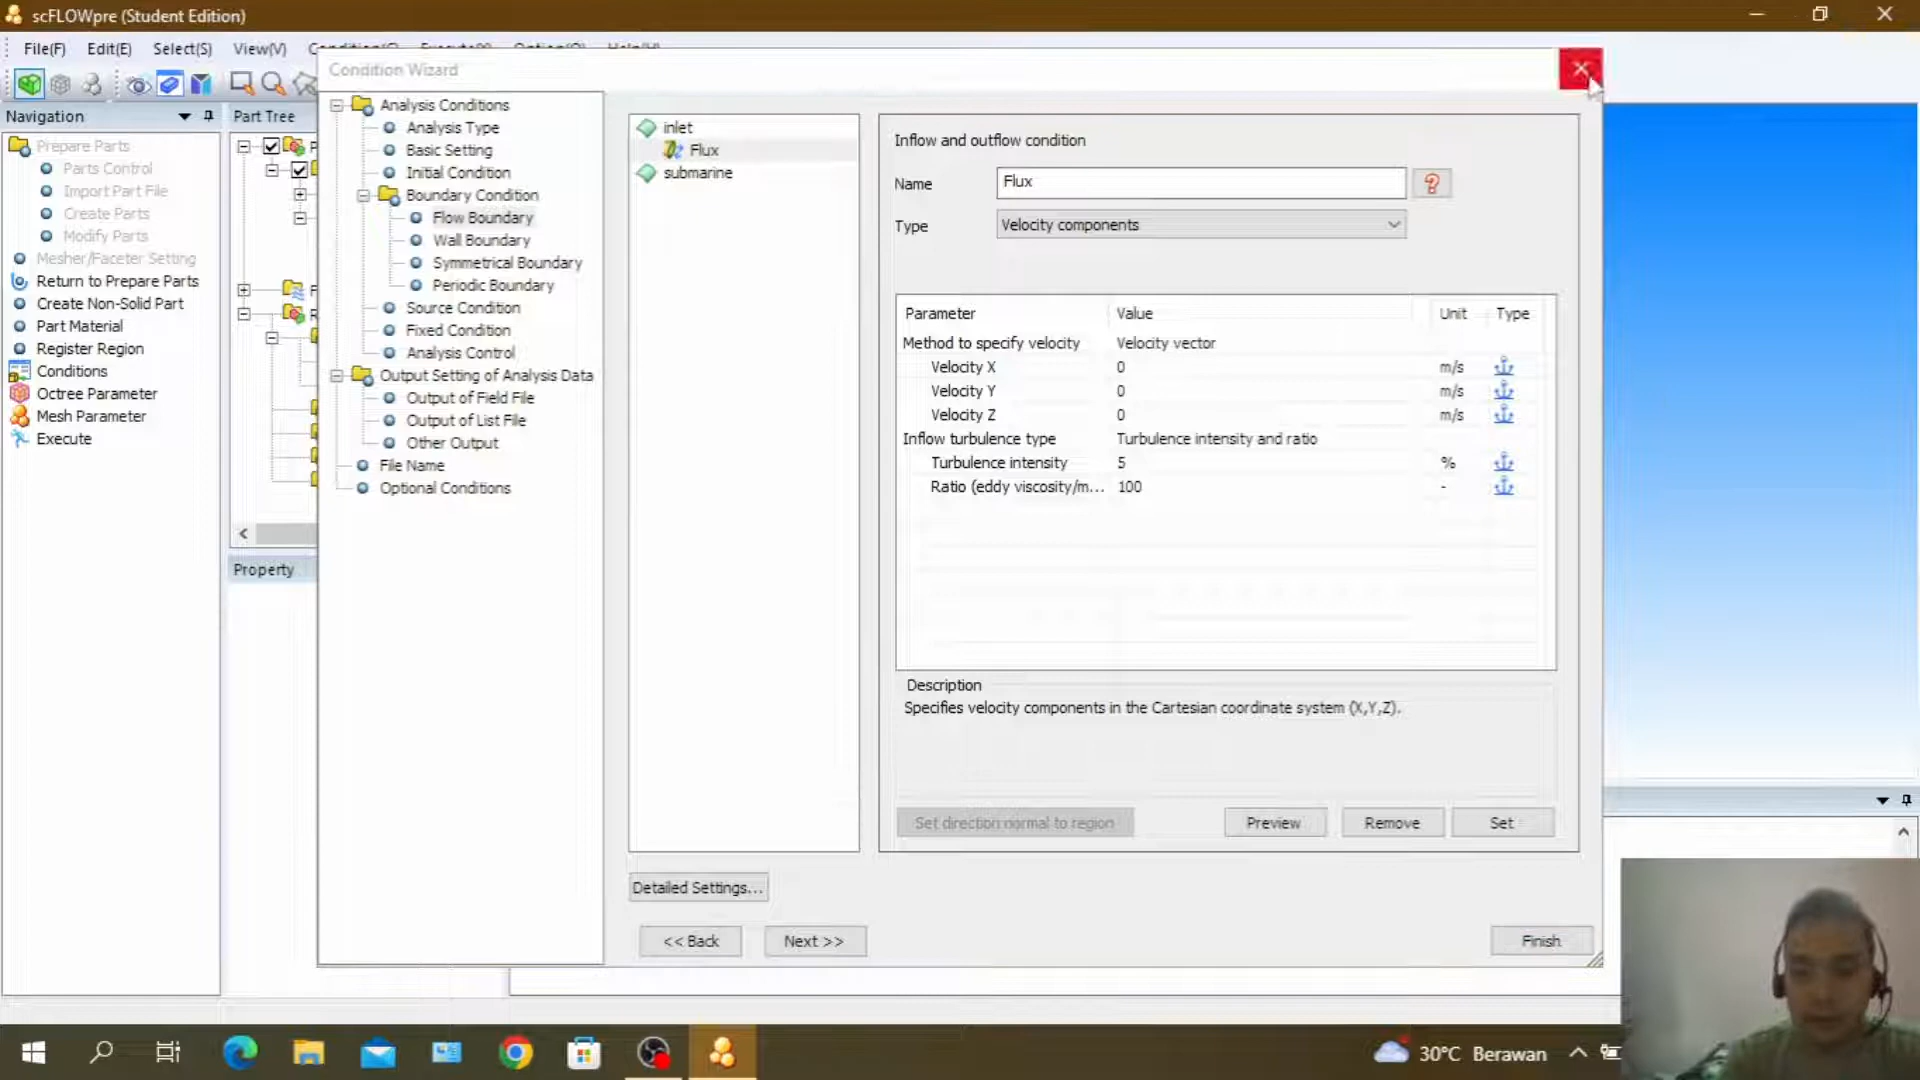 scFLOWpre (Student Edition)
File(F) Edit(E) Select(S) View(V)
Condition Wizard
Navigation
Prepare Parts
Parts Control
Import Part File
Create Parts
Modify Parts
Mesher/Faceter Setting
Return to Prepare Parts
Create Non-Solid Part
Part Material
Register Region
Conditions
Octree Parameter
Mesh Parameter
Execute
Part Tree
Property
Analysis Conditions
Analysis Type
Basic Setting
Initial Condition
Boundary Condition
Flow Boundary
Wall Boundary
Symmetrical Boundary
Periodic Boundary
Source Condition
Fixed Condition
Analysis Control
Output Setting of Analysis Data
Output of Field File
Output of List File
Other Output
File Name
Optional Conditions
inlet
Flux
submarine
Inflow and outflow condition
Name Flux
Type Velocity components
Parameter Value Unit Type
Method to specify velocity Velocity vector
Velocity X 0 m/s
Velocity Y 0 m/s
Velocity Z 0 m/s
Inflow turbulence type Turbulence intensity and ratio
Turbulence intensity 5 %
Ratio (eddy viscosity/m... 100 -
Description
Specifies velocity components in the Cartesian coordinate system (X,Y,Z).
Set direction normal to region Preview Remove Set
Detailed Settings...
<< Back Next >> Finish
30°C Berawan